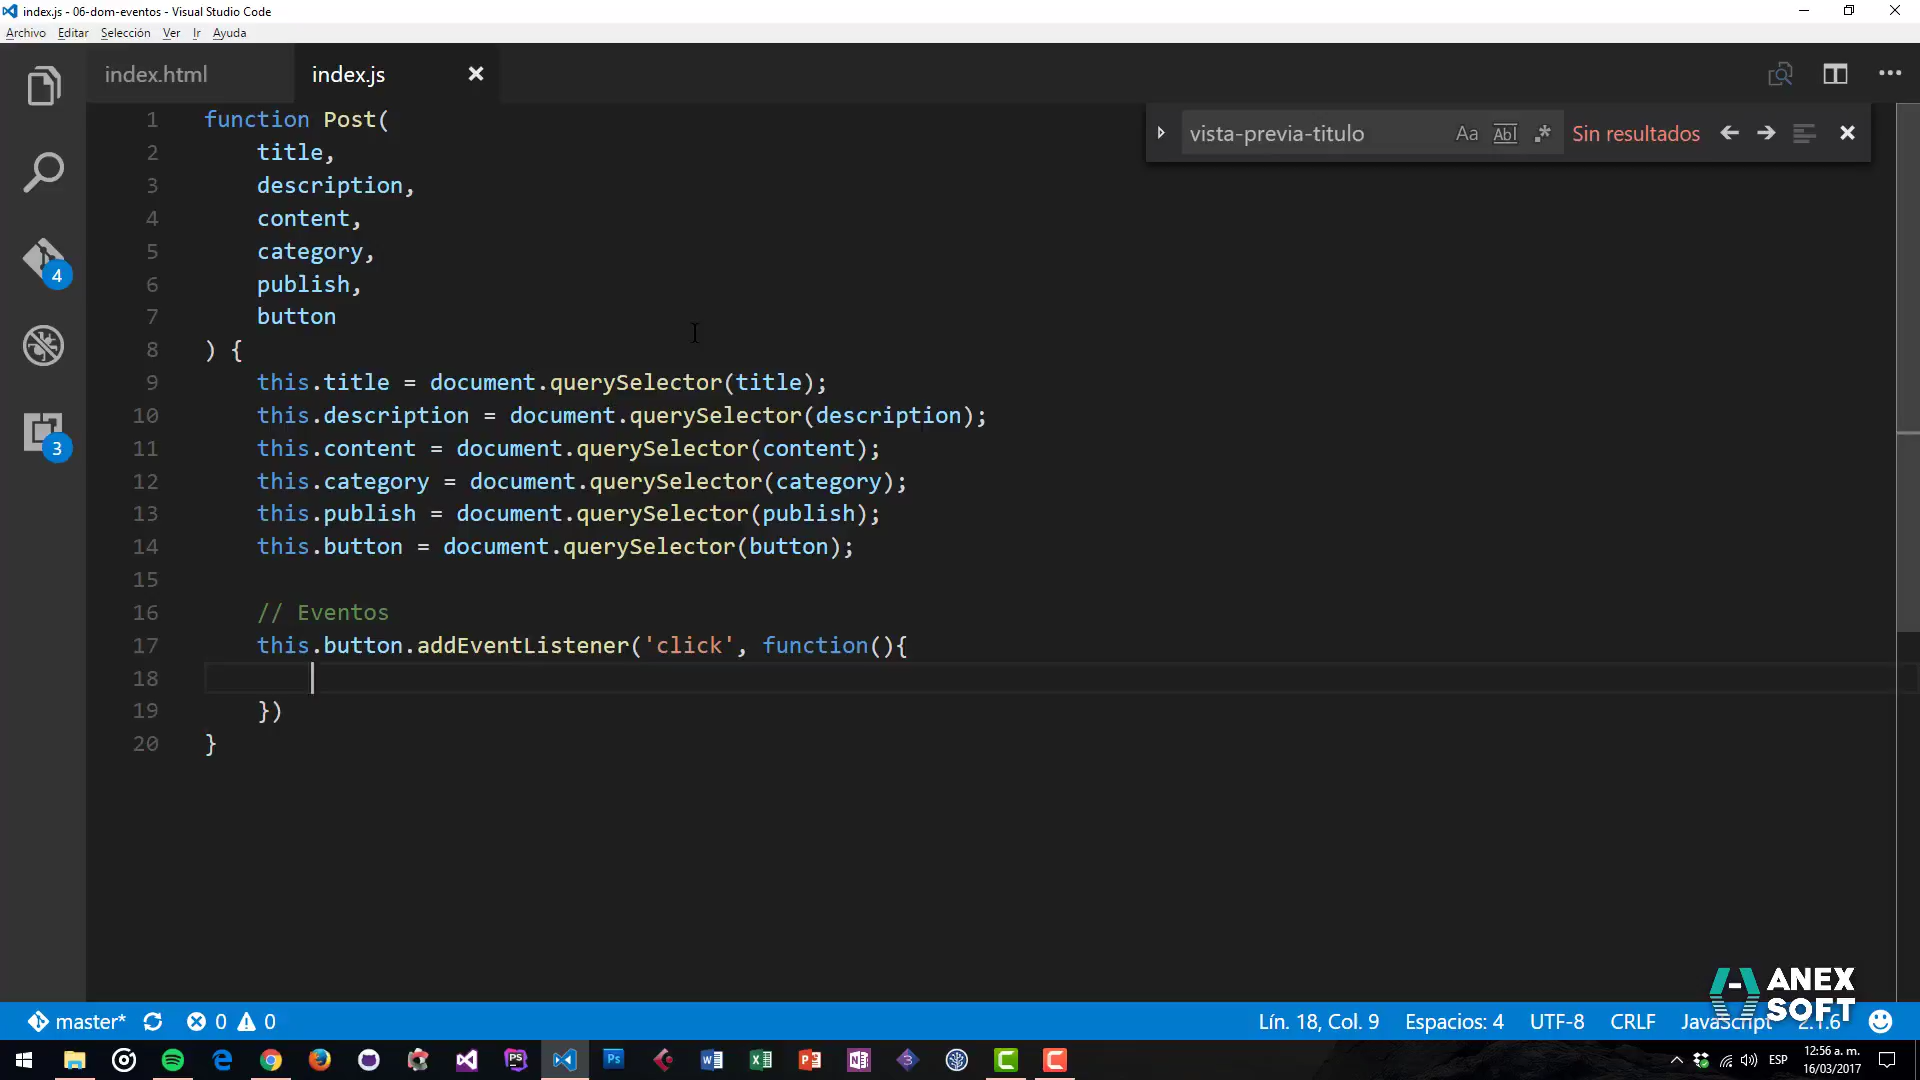 index.js - 06-dom-eventos - Visual Studio Code
Archivo Editar Selección Ver Ir Ayuda
index.html index.js
vista-previa-titulo Aa Abl .* Sin resultados
1 function Post(
2 title,
3 description,
4 content,
5 category,
6 publish,
7 button
8 ) {
9 this.title = document.querySelector(title);
10 this.description = document.querySelector(description);
11 this.content = document.querySelector(content);
12 this.category = document.querySelector(category);
13 this.publish = document.querySelector(publish);
14 this.button = document.querySelector(button);
15
16 // Eventos
17 this.button.addEventListener('click', function(){
18
19 })
20 }
4
3
ANEX
SOFT
master* 0 0 Lín. 18, Col. 9 Espacios: 4 UTF-8 CRLF JavaScript 2.1.6
ESP
12:56 a. m.
16/03/2017